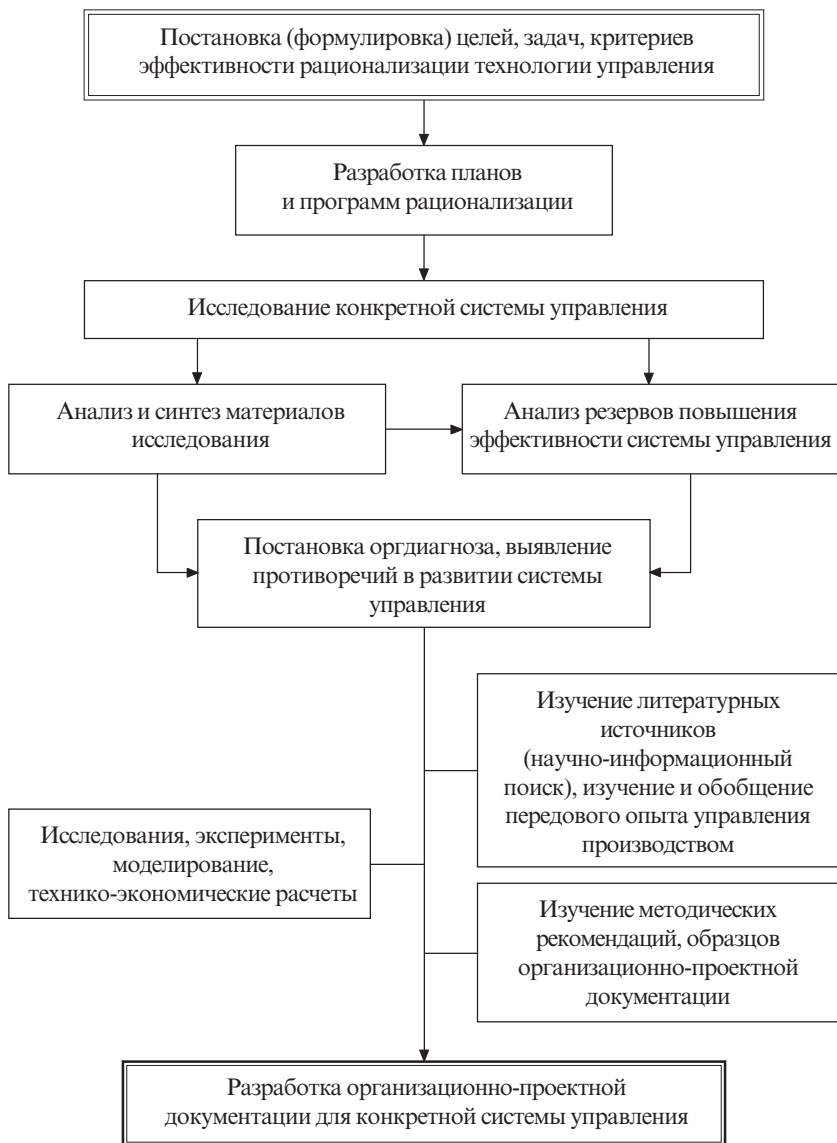 Постановка (формулировка) целей, задач, критериев
эффективности рационализации технологии управления
Разработка планов
и программ рационализации
Исследование конкретной системы управления
Анализ и синтез материалов
исследования
Анализ резервов повышения
эффективности системы управления
Постановка оргдиагноза, выявление
противоречий в развитии системы
управления
Изучение литературных
источников
(научно-информационный
поиск), изучение и обобщение
передового опыта управления
производством
Исследования, эксперименты,
моделирование,
технико-экономические расчеты
Изучение методических
рекомендаций, образцов
организационно-проектной
документации
Разработка организационно-проектной
документации для конкретной системы управления